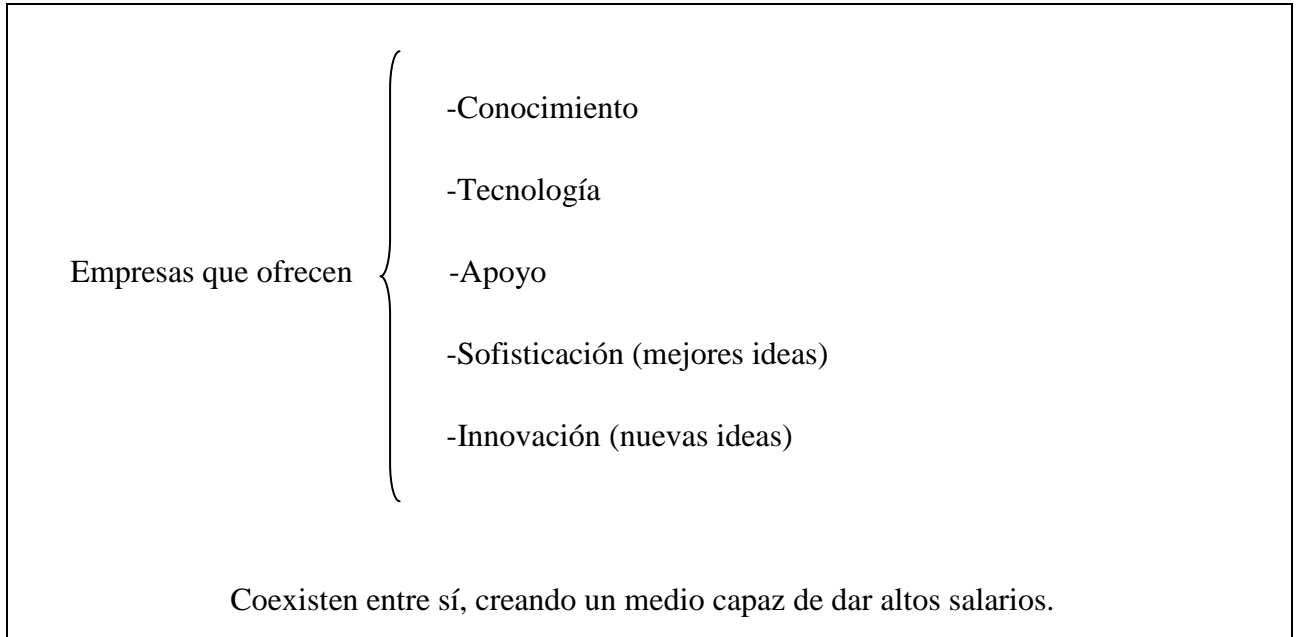 -Conocimiento
-Tecnología
Empresas que ofrecen
-Apoyo
-Sofisticación (mejores ideas)
-Innovación (nuevas ideas)
Coexisten entre sí, creando un medio capaz de dar altos salarios.